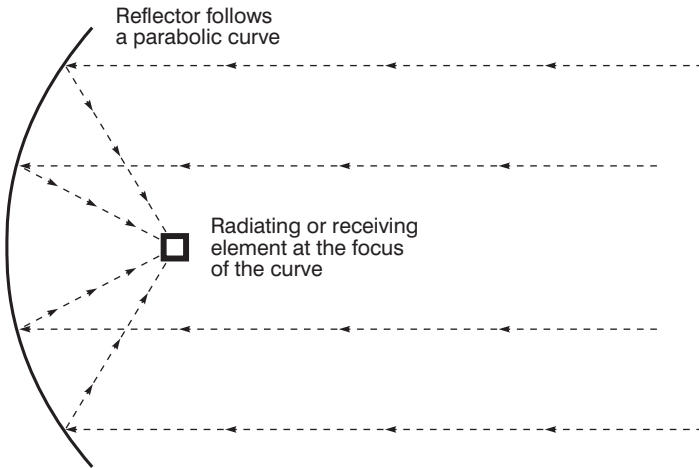 Reflector follows
a parabolic curve
Radiating or receiving
element at the focus
of the curve